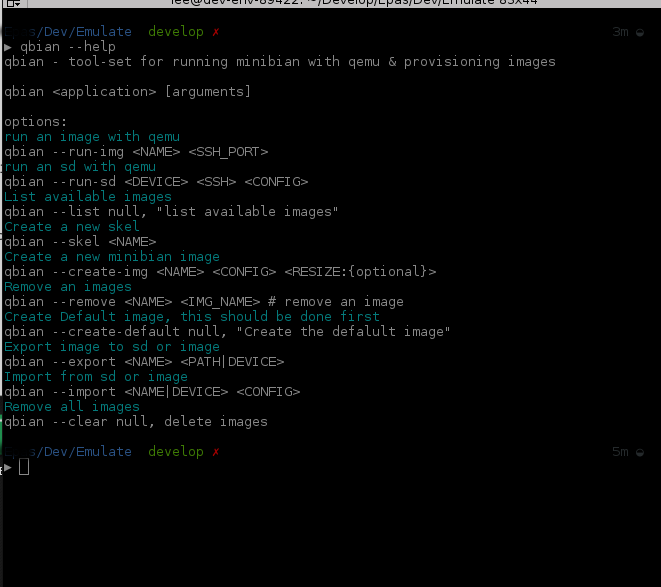 lee@dev-env-89422: ~/Develop/Epas/Dev/Emulate 83x44
s/Dev/Emulate develop ✗ 3m
▶ qbian --help
qbian - tool-set for running minibian with qemu & provisioning images
qbian <application> [arguments]
options:
run an image with qemu
qbian --run-img <NAME> <SSH_PORT>
run an sd with qemu
qbian --run-sd <DEVICE> <SSH> <CONFIG>
List available images
qbian --list null, "list available images"
Create a new skel
qbian --skel <NAME>
Create a new minibian image
qbian --create-img <NAME> <CONFIG> <RESIZE:{optional}>
Remove an images
qbian --remove <NAME> <IMG_NAME> # remove an image
Create Default image, this should be done first
qbian --create-default null, "Create the defalult image"
Export image to sd or image
qbian --export <NAME> <PATH|DEVICE>
Import from sd or image
qbian --import <NAME|DEVICE> <CONFIG>
Remove all images
qbian --clear null, delete images
s/Dev/Emulate develop ✗ 5m
▶